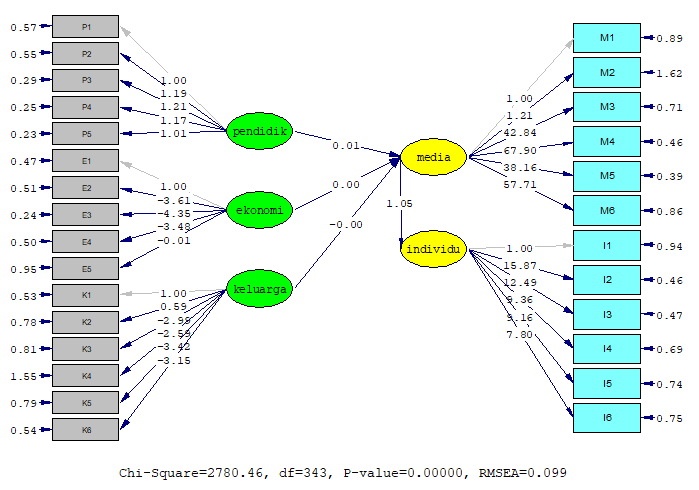 0.57 P1
0.55 P2
0.29 P3
0.25 P4
0.23 P5
0.47 E1
0.51 E2
0.24 E3
0.50 E4
0.95 E5
0.53 K1
0.78 K2
0.81 K3
1.55 K4
0.79 K5
0.54 K6
1.00
1.19
1.21
1.17
1.01
1.00
-3.61
-4.35
-3.48
-0.01
1.00
0.59
-2.99
-2.59
-3.42
-3.15
pendidik
ekonomi
keluarga
0.01
0.00
-0.00
media
1.05
individu
1.00
1.21
42.84
67.90
38.16
57.71
1.00
15.87
12.49
9.36
9.16
7.80
M1 0.89
M2 1.62
M3 0.71
M4 0.46
M5 0.39
M6 0.86
I1 0.94
I2 0.46
I3 0.47
I4 0.69
I5 0.74
I6 0.75
Chi-Square=2780.46, df=343, P-value=0.00000, RMSEA=0.099